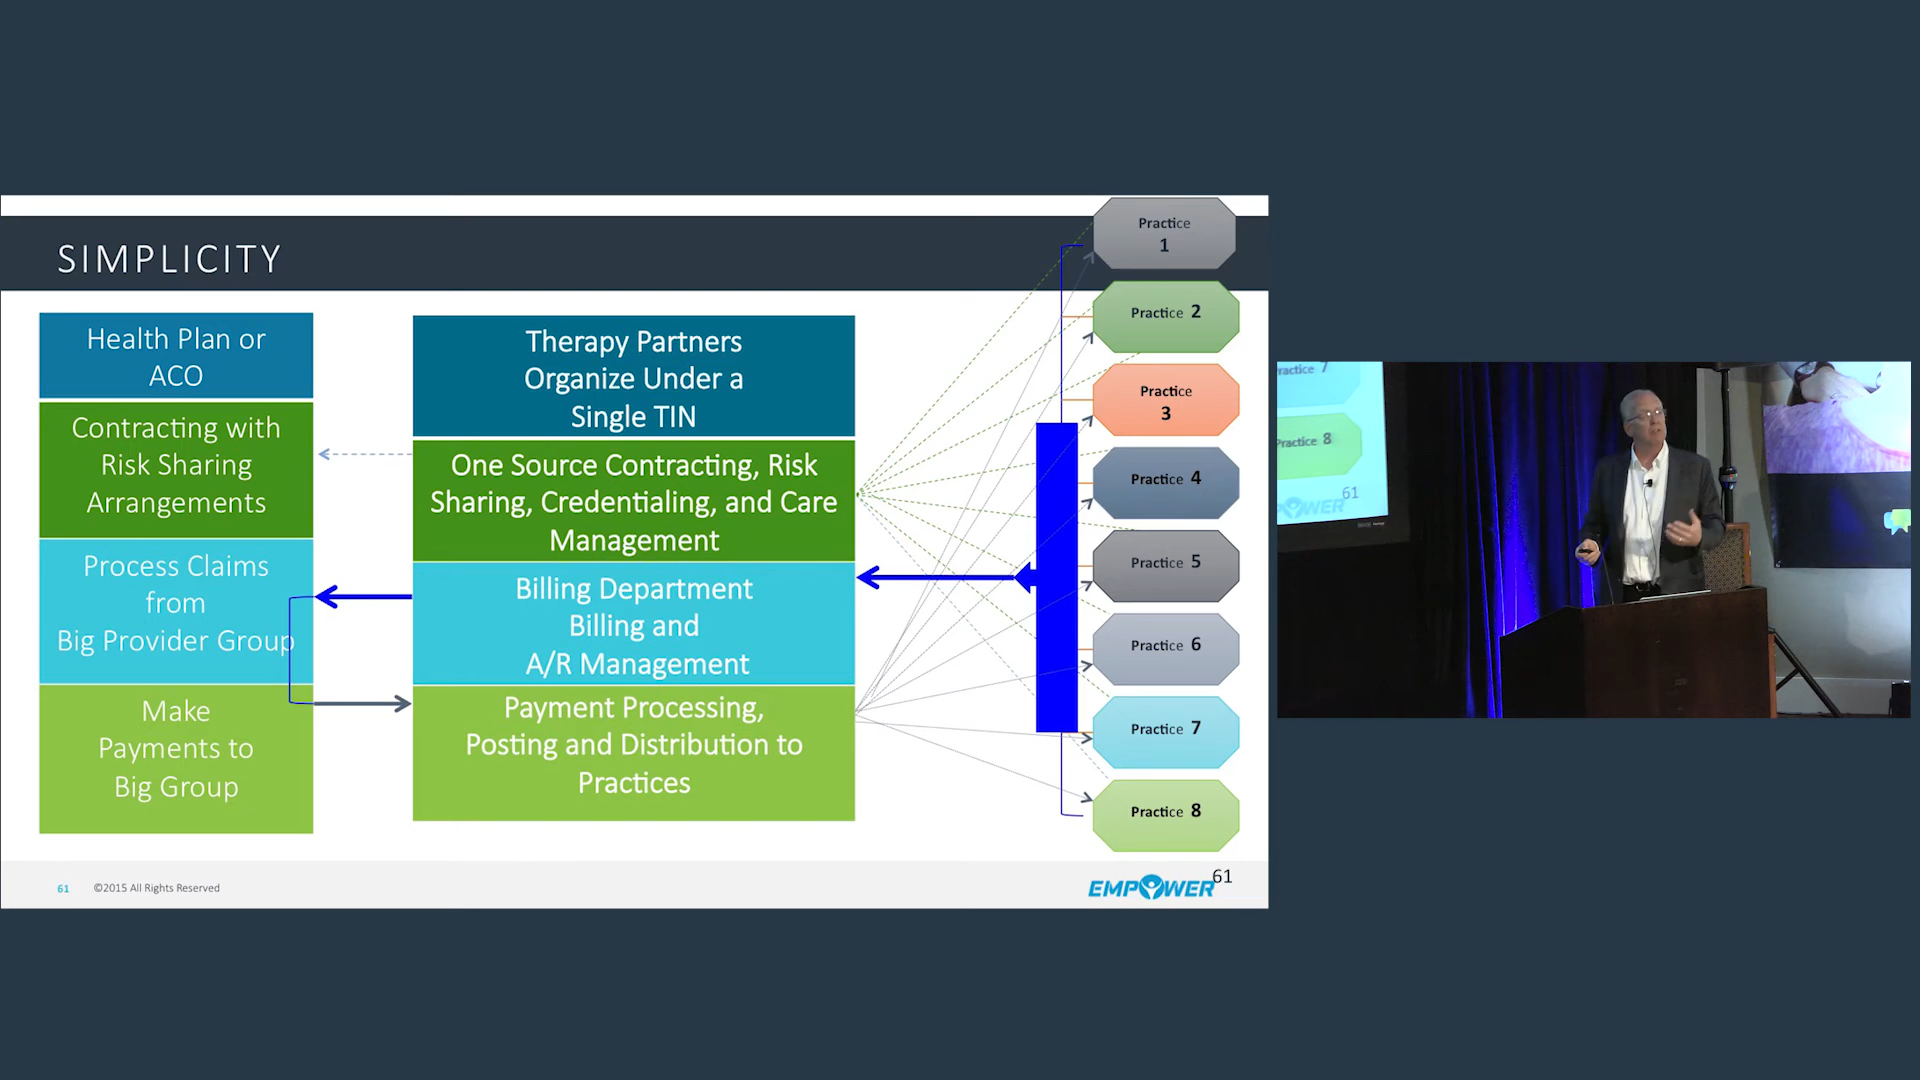 SIMPLICITY
Health Plan or
ACO
Contracting with
Risk Sharing
Arrangements
Process Claims
from
Big Provider Group
Make
Payments to
Big Group
Therapy Partners
Organize Under a
Single TIN
One Source Contracting, Risk
Sharing, Credentialing, and Care
Management
Billing Department
Billing and
A/R Management
Payment Processing,
Posting and Distribution to
Practices
Practice
1
Practice 2
Practice
3
Practice 4
Practice 5
Practice 6
Practice 7
Practice 8
61
©2015 All Rights Reserved
EMPOWER
61
ractice 7
Practice 8
POWER
61